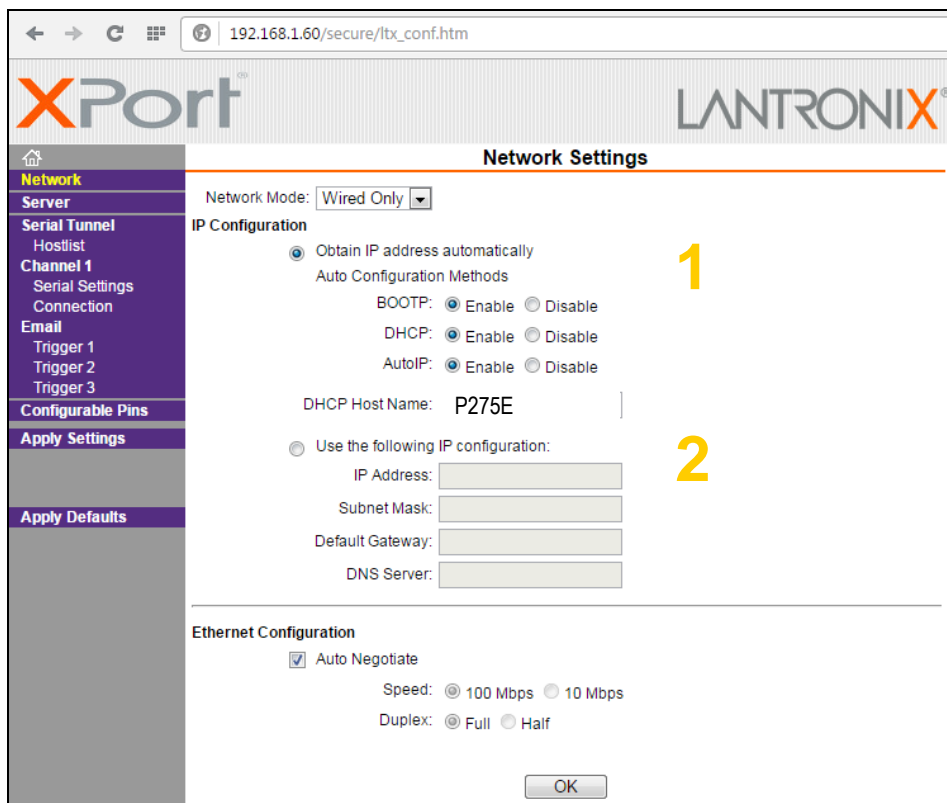 192.168.1.60/secure/ltx_conf.htm
XPort®
LANTRONIX®
Network Settings
Network
Server
Serial Tunnel
Hostlist
Channel 1
Serial Settings
Connection
Email
Trigger 1
Trigger 2
Trigger 3
Configurable Pins
Apply Settings
Apply Defaults
Network Mode: Wired Only
IP Configuration
Obtain IP address automatically
1
Auto Configuration Methods
BOOTP: Enable Disable
DHCP: Enable Disable
AutoIP: Enable Disable
DHCP Host Name: P275E
Use the following IP configuration:
2
IP Address:
Subnet Mask:
Default Gateway:
DNS Server:
Ethernet Configuration
Auto Negotiate
Speed: 100 Mbps 10 Mbps
Duplex: Full Half
OK